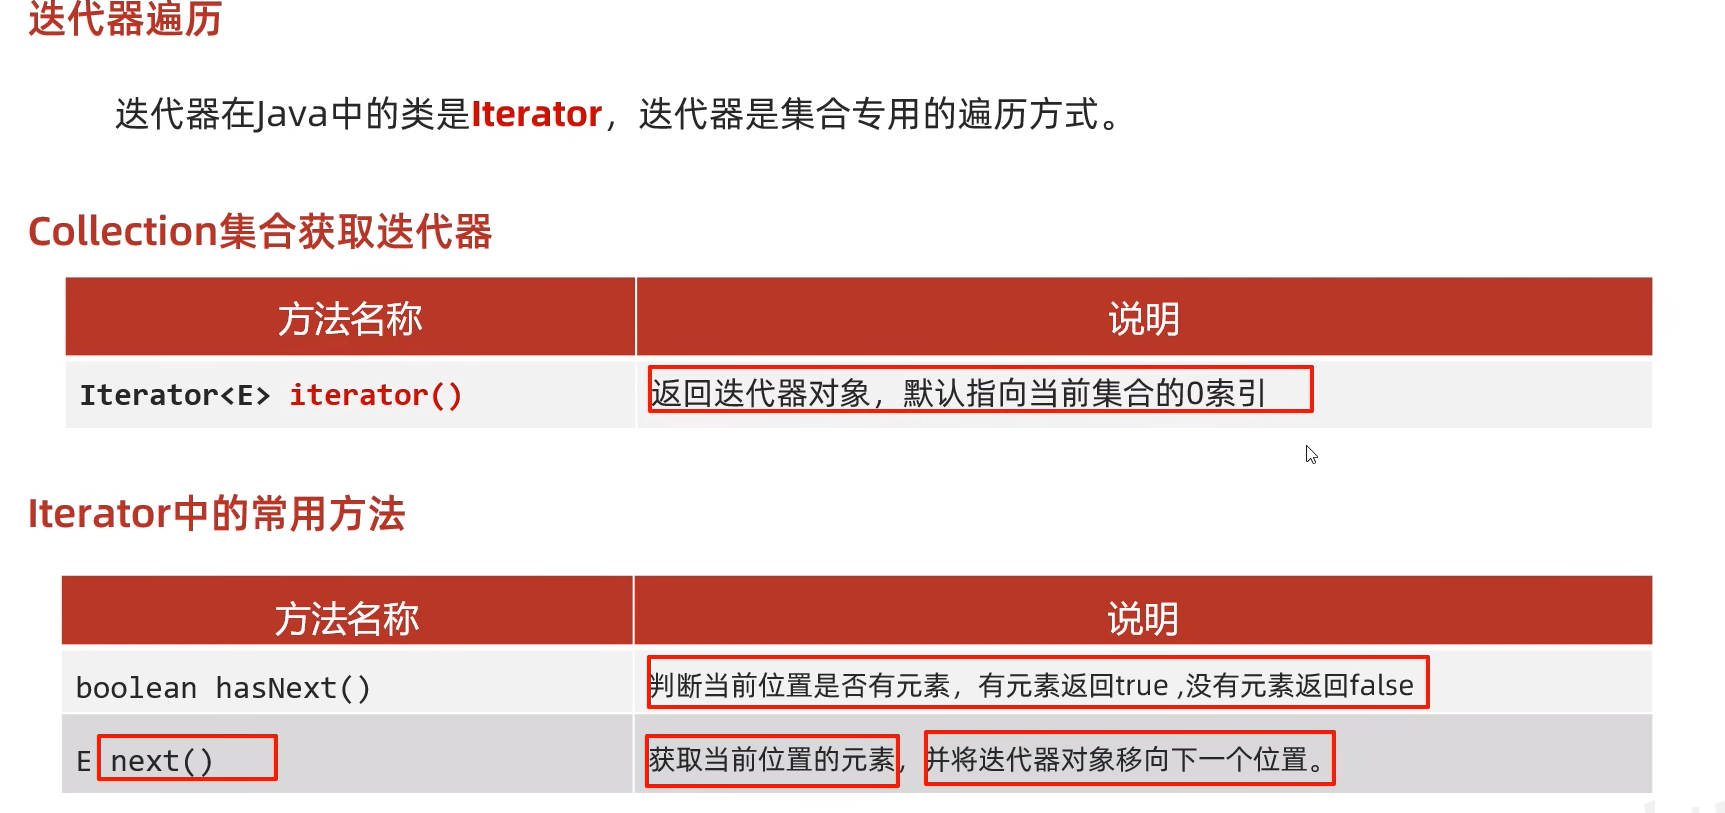 迭代器遍历
迭代器在Java中的类是Iterator，迭代器是集合专用的遍历方式。
Collection集合获取迭代器
方法名称 说明
Iterator<E> iterator() 返回迭代器对象，默认指向当前集合的0索引
Iterator中的常用方法
方法名称 说明
boolean hasNext() 判断当前位置是否有元素，有元素返回true ,没有元素返回false
E next() 获取当前位置的元素，并将迭代器对象移向下一个位置。